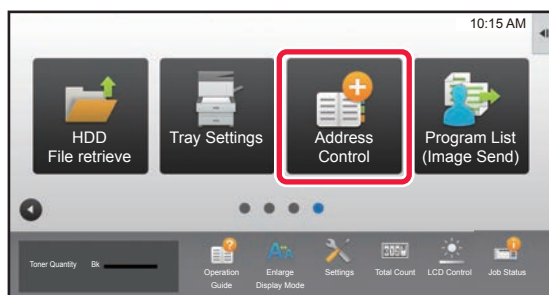 10:15 AM
HDD
File retrieve
Tray Settings
Address
Control
Program List
(Image Send)
Toner Quantity Bk
Operation
Guide
Enlarge
Display Mode
Settings
Total Count
LCD Control
Job Status